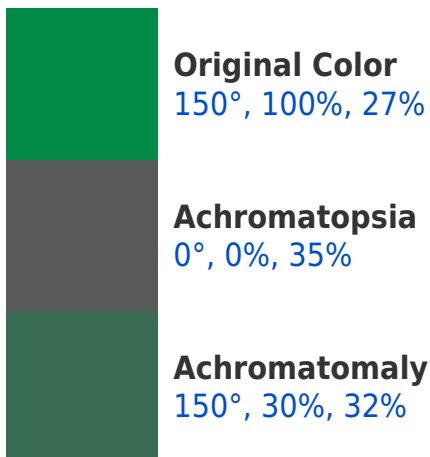 Original Color
150°, 100%, 27%
Achromatopsia
0°, 0%, 35%
Achromatomaly
150°, 30%, 32%